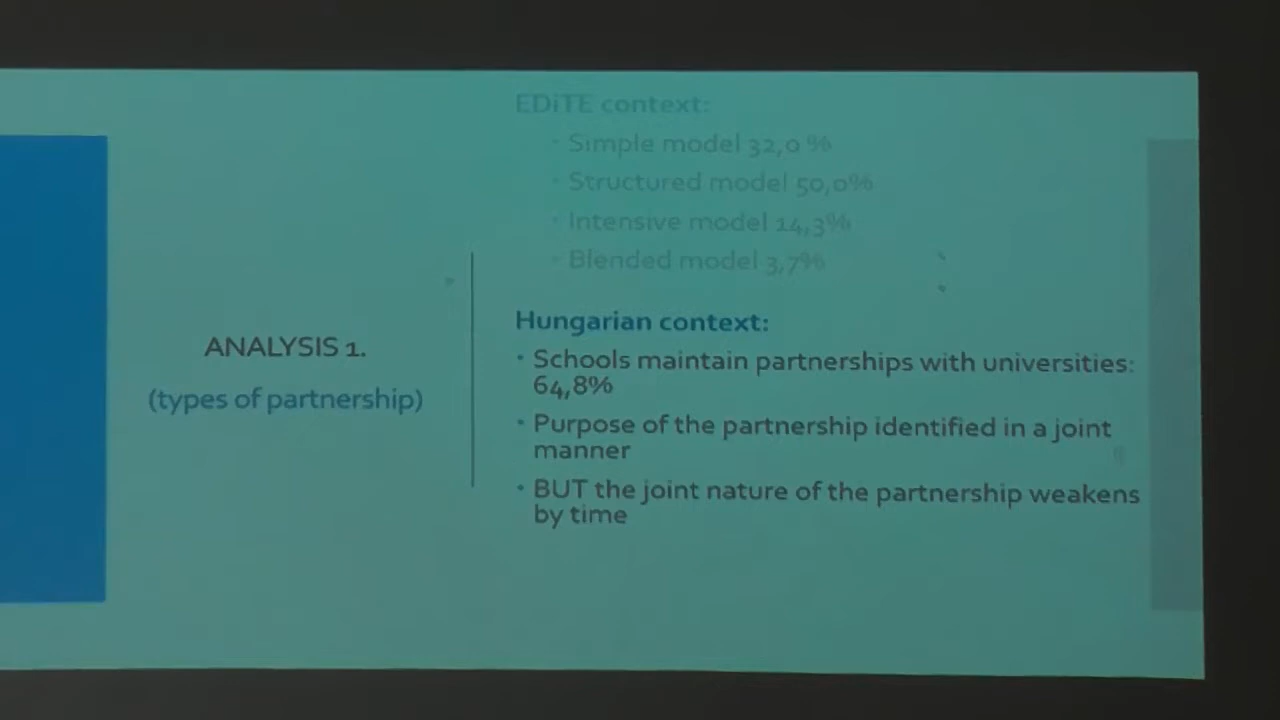 ANALYSIS 1.
(types of partnership)
EDiTE context:
· Simple model 32,0 %
· Structured model 50,0%
· Intensive model 14,3%
· Blended model 3,7%
Hungarian context:
· Schools maintain partnerships with universities:
64,8%
· Purpose of the partnership identified in a joint
manner
· BUT the joint nature of the partnership weakens
by time